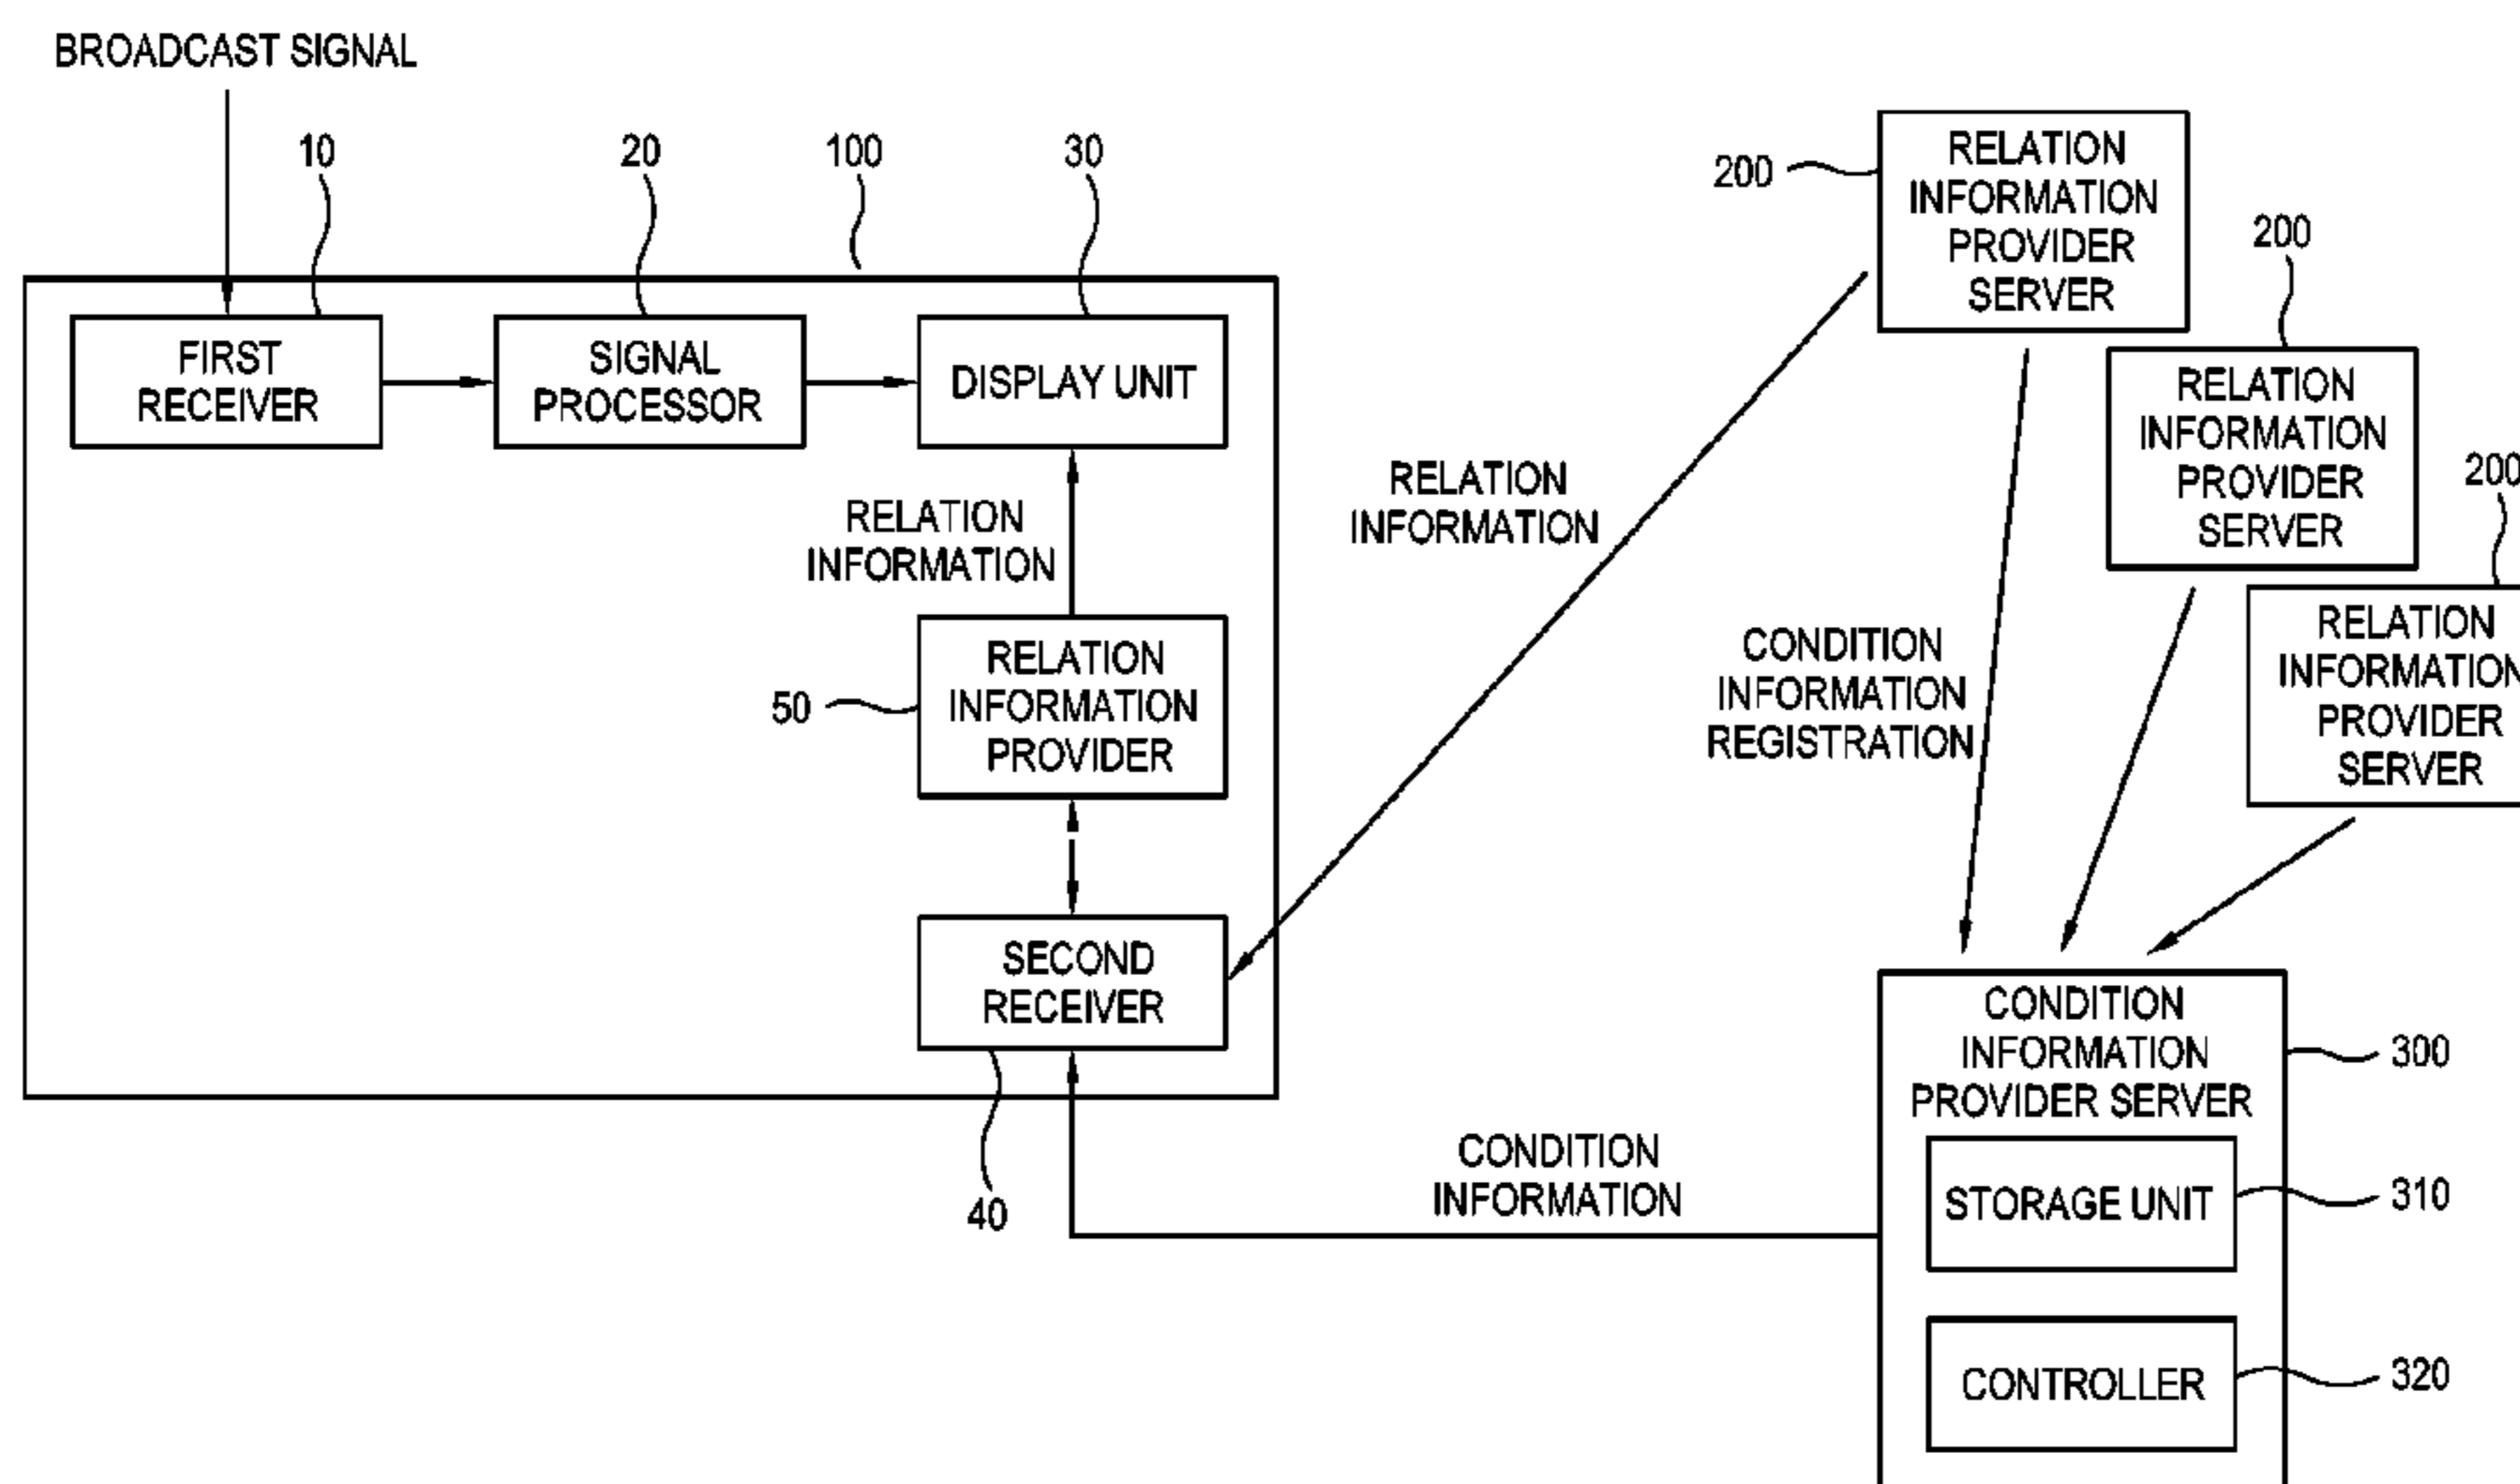 BROADCAST SIGNAL
10
20
100
30
FIRST
RECEIVER
SIGNAL
PROCESSOR
DISPLAY UNIT
RELATION
INFORMATION
50
RELATION
INFORMATION
PROVIDER
SECOND
RECEIVER
40
RELATION
INFORMATION
200
RELATION
INFORMATION
PROVIDER
SERVER
200
RELATION
INFORMATION
PROVIDER
SERVER
200
RELATION
INFORMATION
PROVIDER
SERVER
CONDITION
INFORMATION
REGISTRATION
CONDITION
INFORMATION
PROVIDER SERVER
300
STORAGE UNIT
310
CONTROLLER
320
CONDITION
INFORMATION